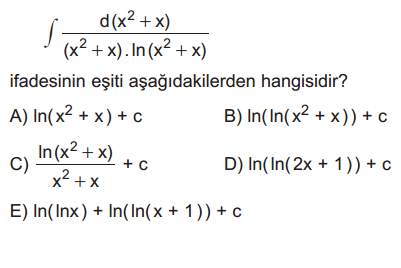 ∫ d(x² + x) / (x² + x) . ln(x² + x)
ifadesinin eşiti aşağıdakilerden hangisidir?
A) ln(x² + x) + c
B) ln(ln(x² + x)) + c
C) ln(x² + x) / x² + x + c
D) ln(ln(2x + 1)) + c
E) ln(lnx) + ln(ln(x + 1)) + c